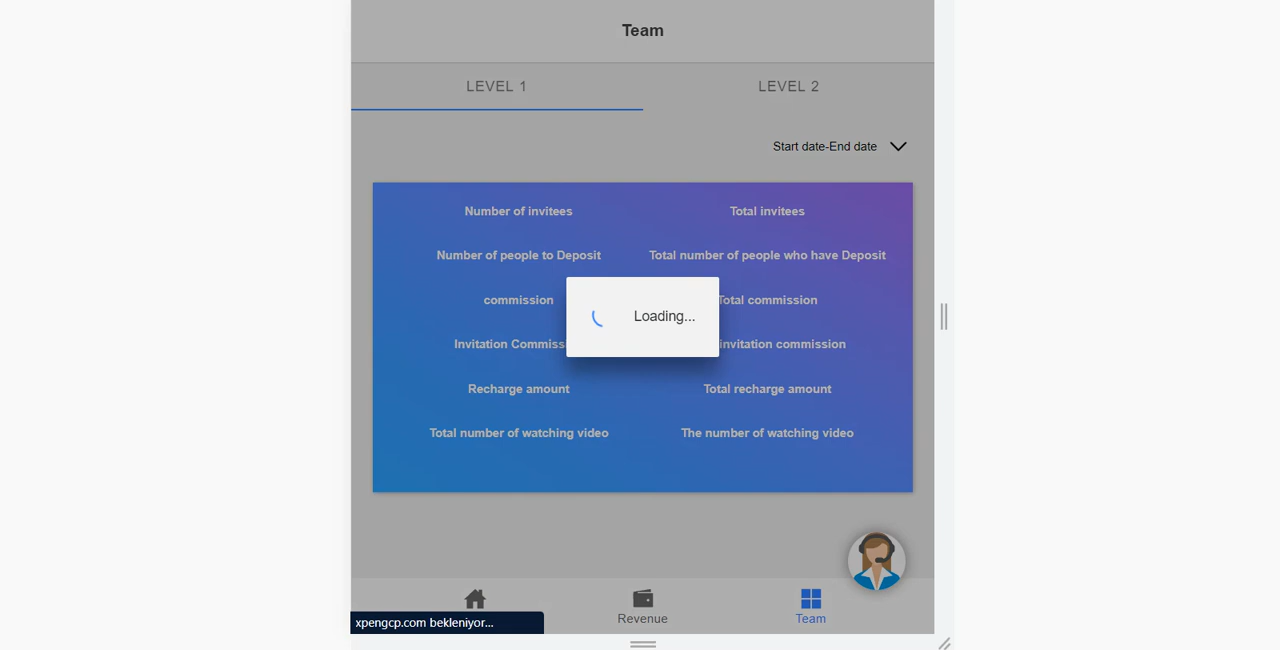 Team
LEVEL 1
LEVEL 2
Start date-End date
Number of invitees
Total invitees
Number of people to Deposit
Total number of people who have Deposit
commission
Total commission
Loading...
Invitation Commiss
invitation commission
Recharge amount
Total recharge amount
Total number of watching video
The number of watching video
Revenue
Team
xpengcp.com bekleniyor...